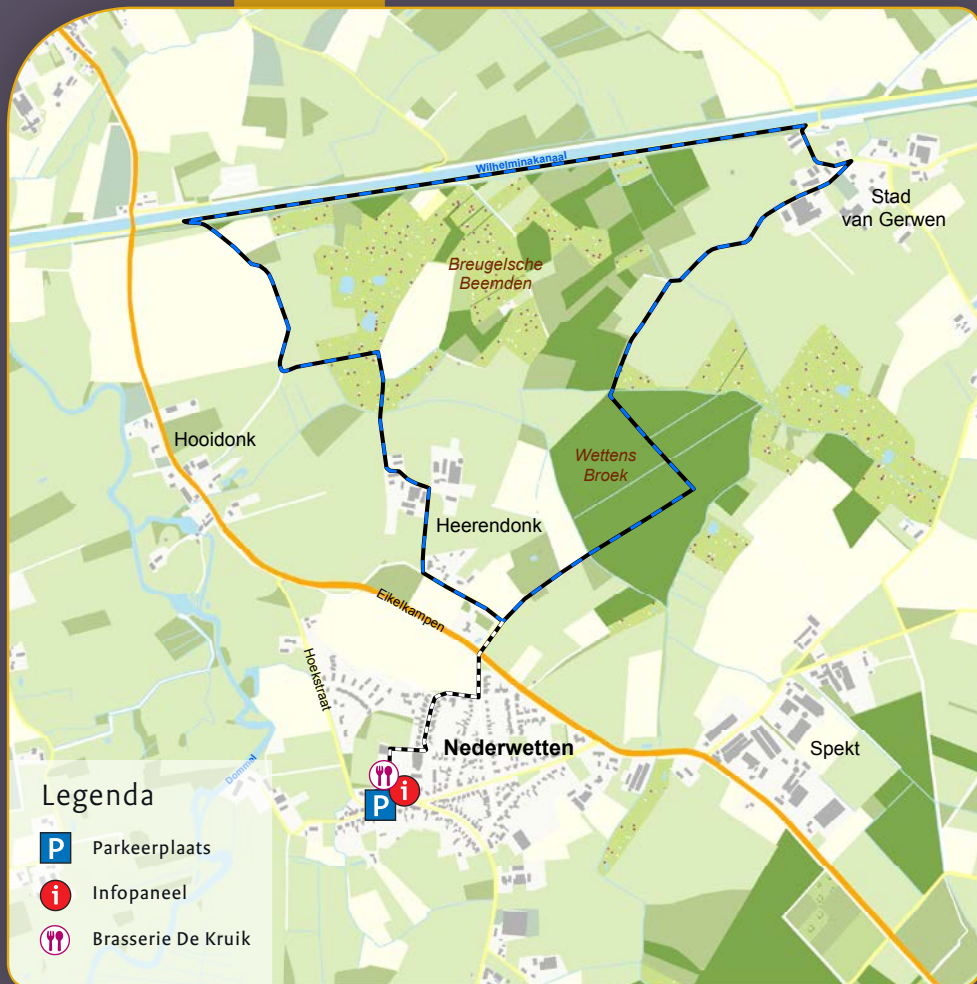 Wilhelminakanaal
Stad
van Gerwen
Breugelsche
Beemden
Hooidonk
Wettens
Broek
Heerendonk
Eikelkampen
Hoekstraat
Nederwetten
Spekt
Dommel
P
i
Legenda
P Parkeerplaats
i Infopaneel
Brasserie De Kruik